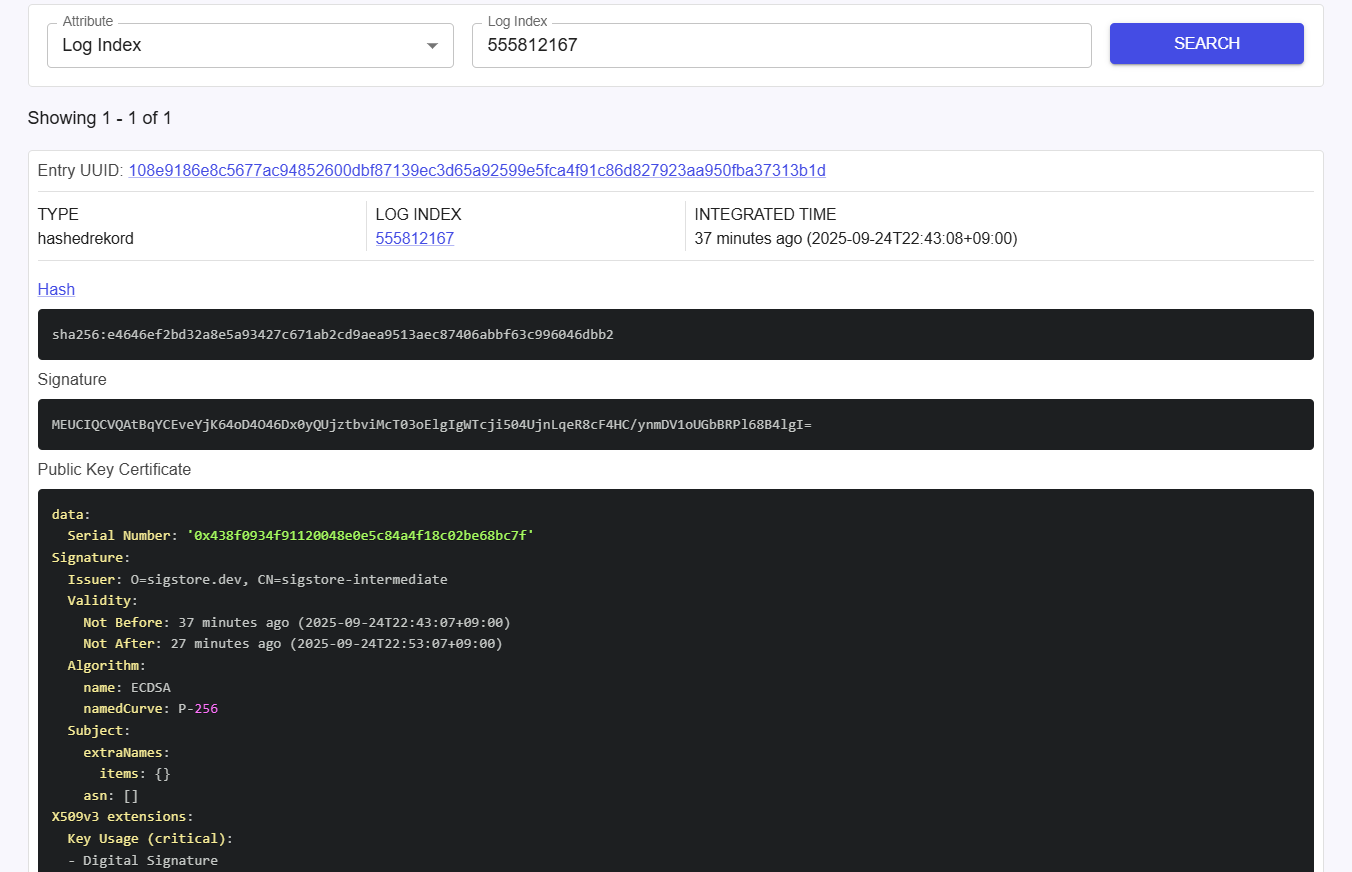 Attribute
Log Index
Log Index
555812167
SEARCH
Showing 1 - 1 of 1
Entry UUID: 108e9186e8c5677ac94852600dbf87139ec3d65a92599e5fca4f91c86d827923aa950fba37313b1d
TYPE
hashedrekord
LOG INDEX
555812167
INTEGRATED TIME
37 minutes ago (2025-09-24T22:43:08+09:00)
Hash
sha256:e4646ef2bd32a8e5a93427c671ab2cd9aea9513aec87406abbf63c996046dbb2
Signature
MEUCIQCVQAtBqYCEveYjK64oD4O46Dx0yQUjztbviMcT03oElgIgWTcji504UjnLqeR8cF4HC/ynmDV1oUGbBRPl68B4lgI=
Public Key Certificate
data:
  Serial Number: '0x438f0934f91120048e0e5c84a4f18c02be68bc7f'
Signature:
  Issuer: O=sigstore.dev, CN=sigstore-intermediate
  Validity:
    Not Before: 37 minutes ago (2025-09-24T22:43:07+09:00)
    Not After: 27 minutes ago (2025-09-24T22:53:07+09:00)
  Algorithm:
    name: ECDSA
    namedCurve: P-256
  Subject:
    extraNames:
      items: {}
    asn: []
X509v3 extensions:
  Key Usage (critical):
  - Digital Signature